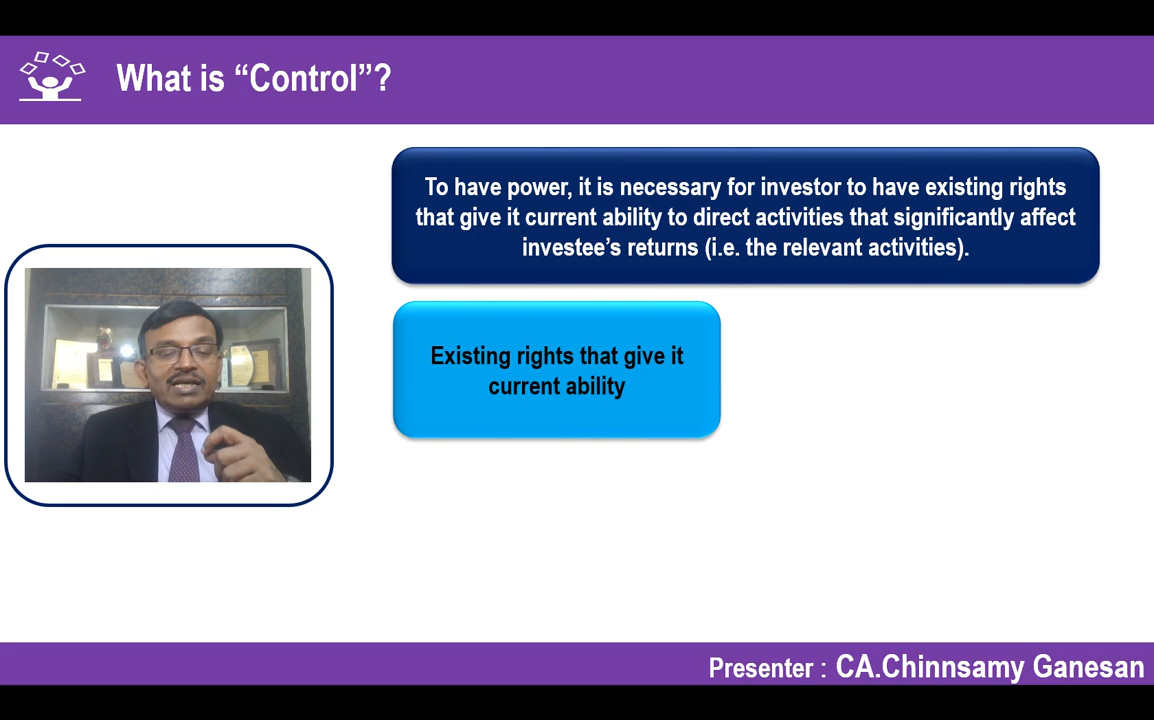 What is “Control”?
To have power, it is necessary for investor to have existing rights
that give it current ability to direct activities that significantly affect
investee’s returns (i.e. the relevant activities).
Existing rights that give it
current ability
Presenter : CA.Chinnsamy Ganesan